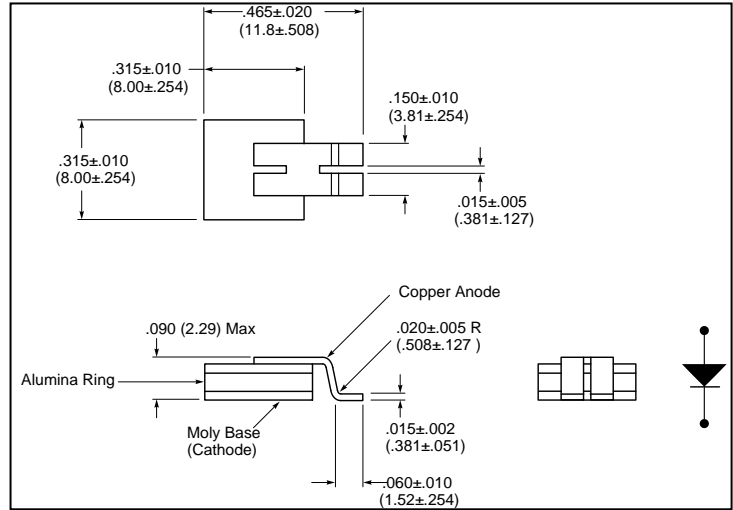 .465±.020
(11.8±.508)
.315±.010
(8.00±.254)
.150±.010
(3.81±.254)
.315±.010
(8.00±.254)
.015±.005
(.381±.127)
Copper Anode
.090 (2.29) Max
.020±.005 R
(.508±.127 )
Alumina Ring
Moly Base
(Cathode)
.015±.002
(.381±.051)
.060±.010
(1.52±.254)